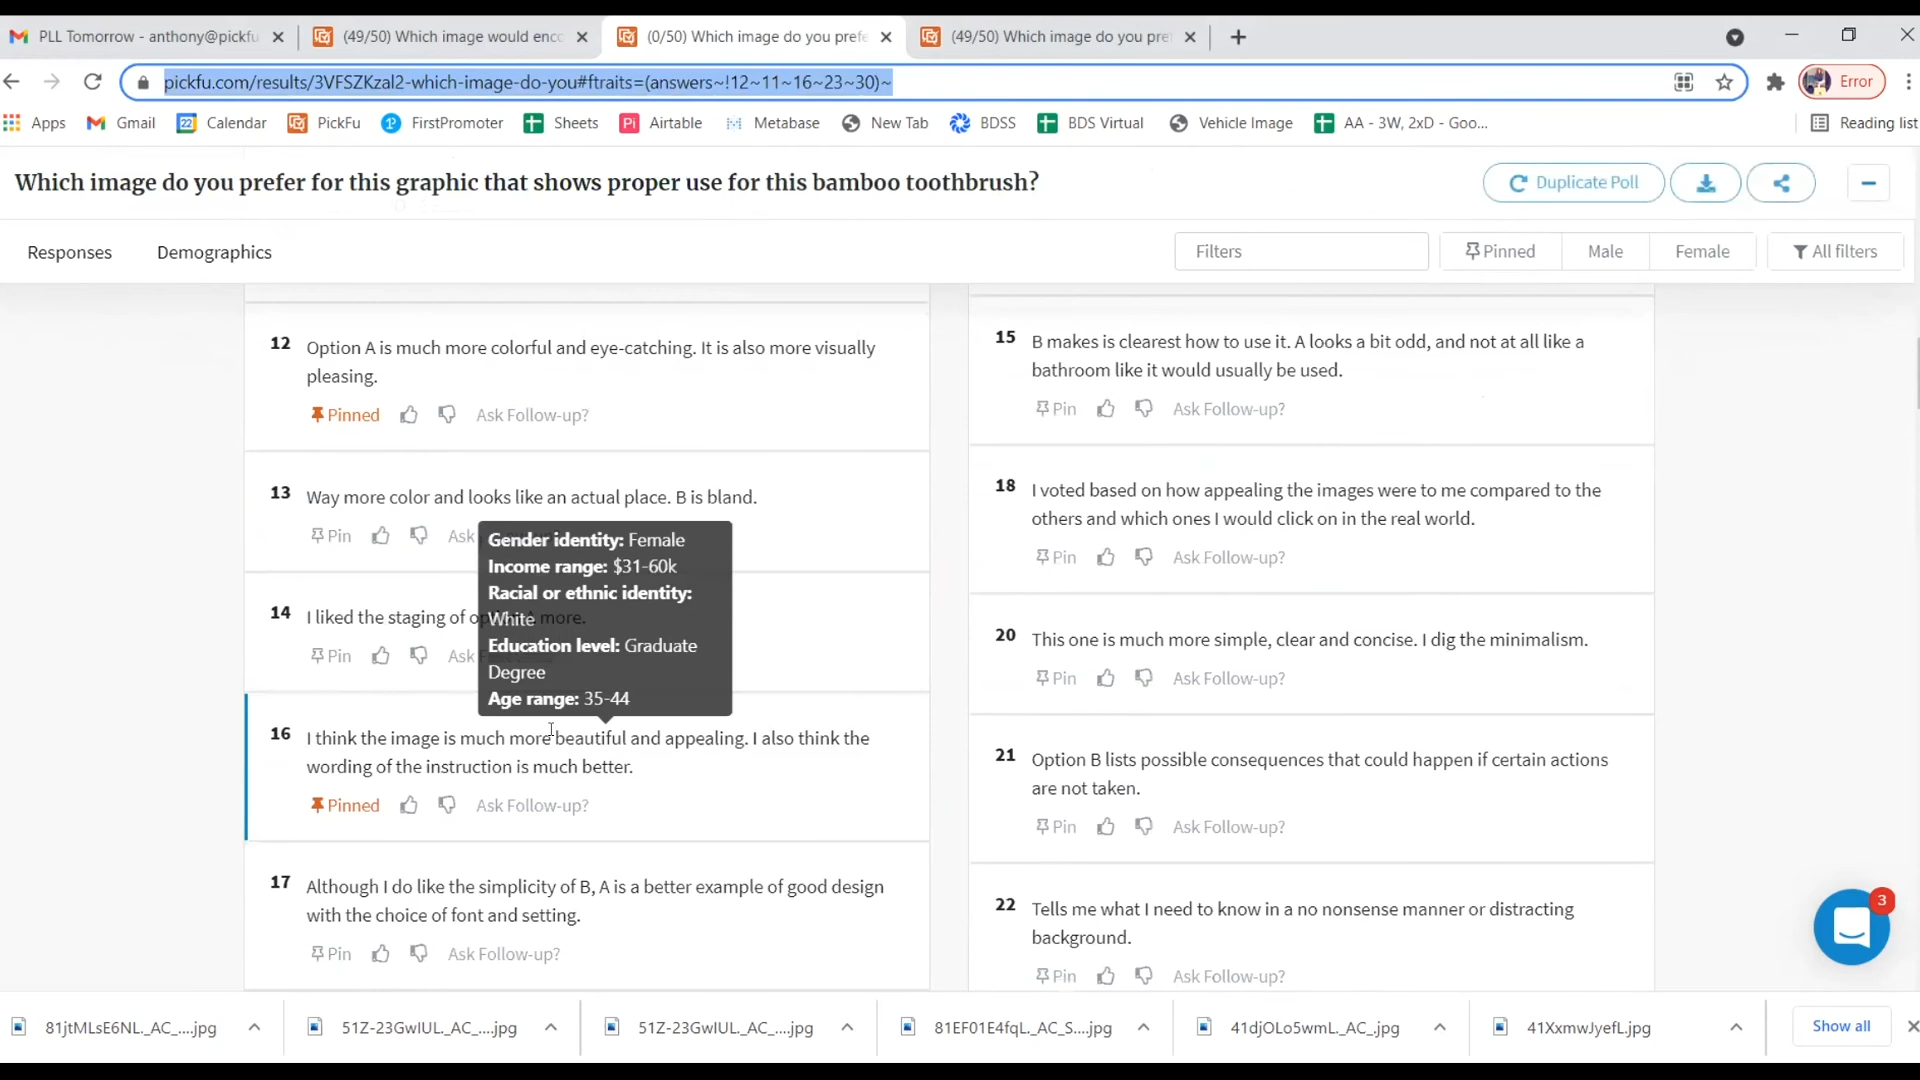 PLL Tomorrow - anthony@pickfu
(49/50) Which image would enc
(0/50) Which image do you prefe
(49/50) Which image do you pre
pickfu.com/results/3VFSZKzal2-which-image-do-you#ftraits=(answers~!12~11~16~23~30)~
Error
Apps
Gmail
22
Calendar
PickFu
FirstPromoter
Sheets
Pi
Airtable
Metabase
New Tab
BDSS
BDS Virtual
Vehicle Image
AA - 3W, 2xD - Goo...
Reading list
Which image do you prefer for this graphic that shows proper use for this bamboo toothbrush?
Duplicate Poll
Responses
Demographics
Filters
Pinned
Male
Female
All filters
12
Option A is much more colorful and eye-catching. It is also more visually
pleasing.
Pinned
Ask Follow-up?
13
Way more color and looks like an actual place. B is bland.
Pin
Ask
Gender identity: Female
Income range: $31-60k
Racial or ethnic identity:
White
Education level: Graduate
Degree
Age range: 35-44
14
I liked the staging of op more.
Pin
Ask
16
I think the image is much more beautiful and appealing. I also think the
wording of the instruction is much better.
Pinned
Ask Follow-up?
17
Although I do like the simplicity of B, A is a better example of good design
with the choice of font and setting.
Pin
Ask Follow-up?
15
B makes is clearest how to use it. A looks a bit odd, and not at all like a
bathroom like it would usually be used.
Pin
Ask Follow-up?
18
I voted based on how appealing the images were to me compared to the
others and which ones I would click on in the real world.
Pin
Ask Follow-up?
20
This one is much more simple, clear and concise. I dig the minimalism.
Pin
Ask Follow-up?
21
Option B lists possible consequences that could happen if certain actions
are not taken.
Pin
Ask Follow-up?
22
Tells me what I need to know in a no nonsense manner or distracting
background.
Pin
Ask Follow-up?
3
81jtMLsE6NL._AC_....jpg
51Z-23GwIUL._AC_....jpg
51Z-23GwIUL._AC_....jpg
81EF01E4fqL._AC_S....jpg
41djOLo5wmL._AC_.jpg
41XxmwJyefL.jpg
Show all